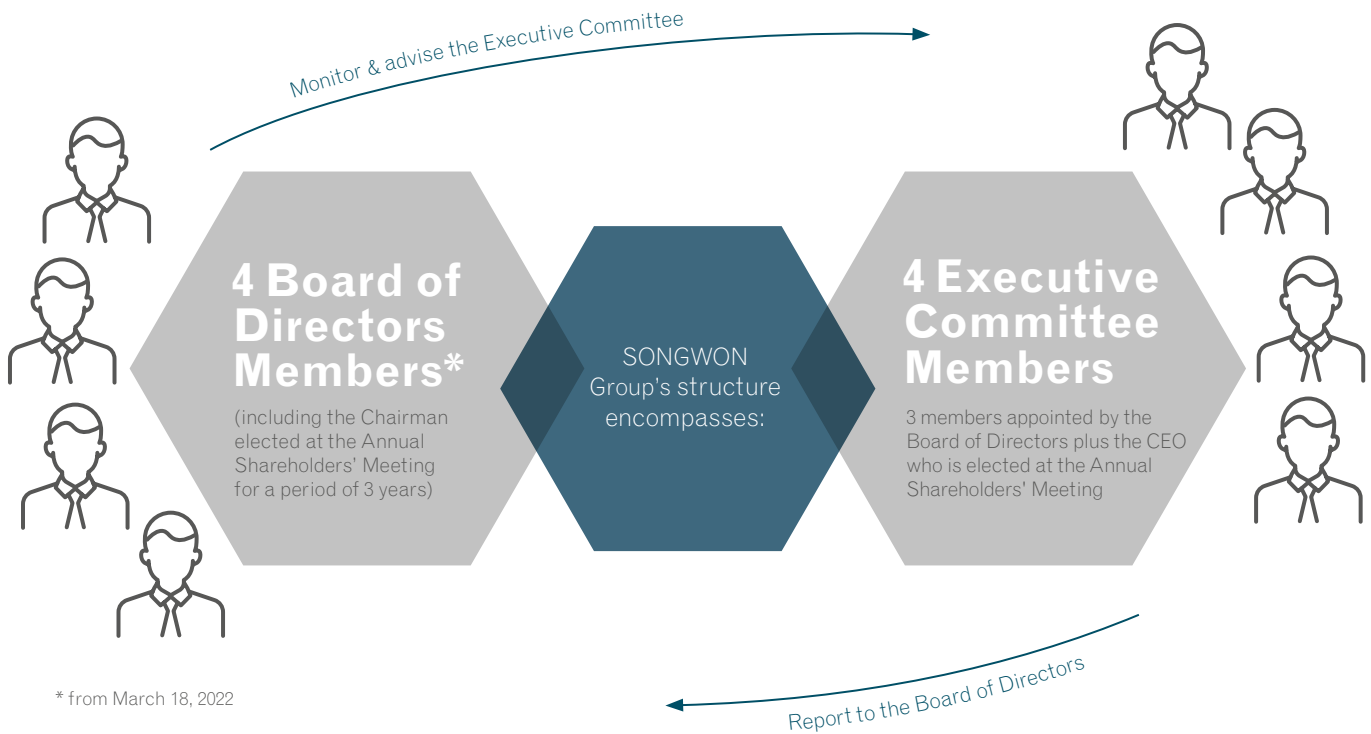 Monitor & advise the Executive Committee
4 Board of
Directors
Members*
(including the Chairman
elected at the Annual
Shareholders’ Meeting
for a period of 3 years)
SONGWON
Group’s structure
encompasses:
4 Executive
Committee
Members
3 members appointed by the
Board of Directors plus the CEO
who is elected at the Annual
Shareholders' Meeting
Report to the Board of Directors
* from March 18, 2022